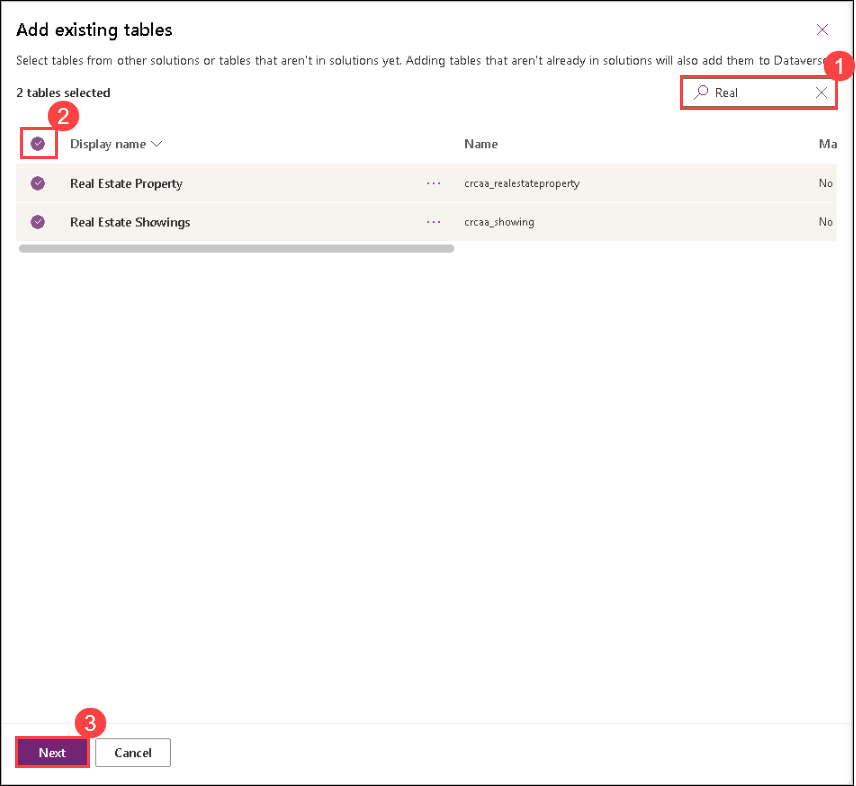 Add existing tables
Select tables from other solutions or tables that aren't in solutions yet. Adding tables that aren't already in solutions will also add them to Dataverse
1
2 tables selected
Real
2
Display name
Name
Ma
Real Estate Property
···
crcaa_realestateproperty
No
Real Estate Showings
···
crcaa_showing
No
3
Next
Cancel